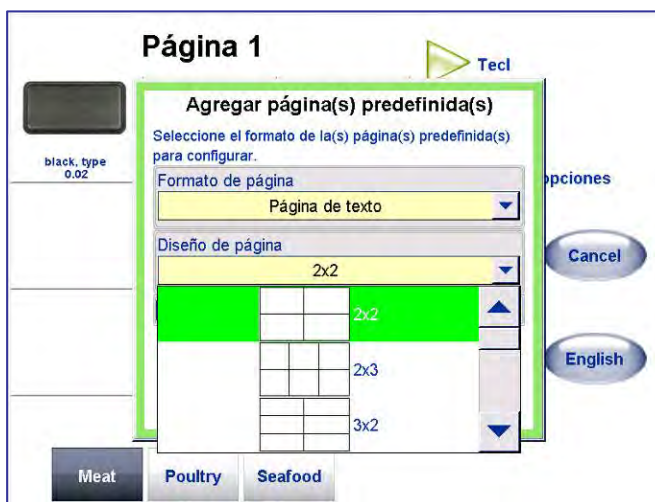 Página 1
Tecl
Agregar página(s) predefinida(s)
Seleccione el formato de la(s) página(s) predefinida(s)
para configurar.
black, type
0.02
Formato de página
Página de texto
opciones
Diseño de página
2x2
Cancel
2x2
2x3
English
3x2
Meat
Poultry
Seafood